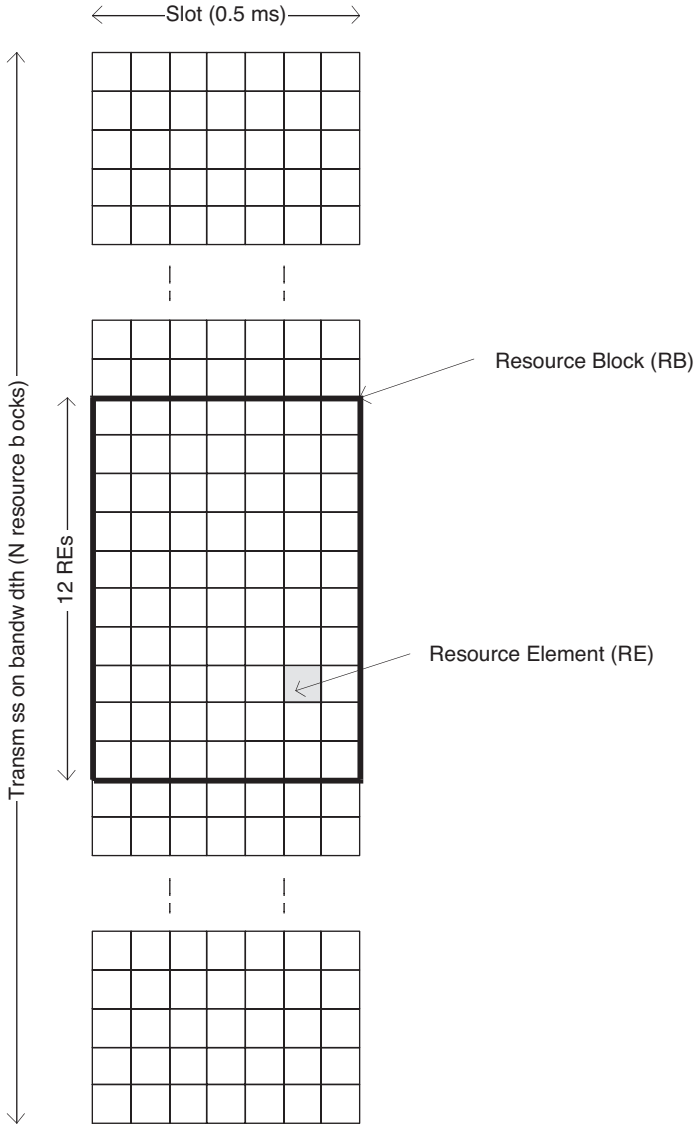 Slot (0.5 ms)
Resource Block (RB)
Transm ss on bandw dth (N resource b ocks)
12 REs
Resource Element (RE)